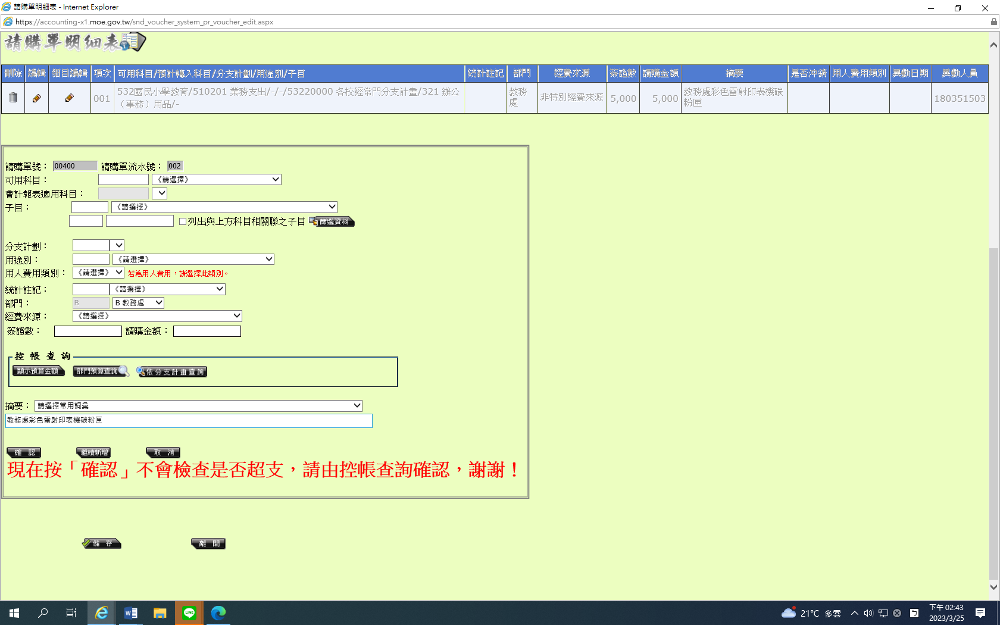 請購單明細表 - Internet Explorer
https://accounting-x1.moe.gov.tw/snd_voucher_system_pr_voucher_edit.aspx
請購單明細表
刪除 編輯 細目編輯 項次 可用科目/預計轉入科目/分支計劃/用途別/子目 統計註記 部門 經費來源 簽證數 請購金額 摘要 是否沖銷 用人費用類別 異動日期 異動人員
001 532國民小學教育/510201 業務支出/-/-/53220000 各校經常門分支計畫/321 辦公 教務 非特別經費來源 5,000 5,000 教務處彩色雷射印表機碳 180351503
（事務）用品/- 處 粉匣
請購單號： 00400 請購單流水號： 002
可用科目： 《請選擇》
會計報表適用科目：
子目： 《請選擇》
列出與上方科目相關聯之子目 篩選資料
分支計劃：
用途別： 《請選擇》
用人費用類別： 《請選擇》 若為用人費用，請選擇此類別。
統計註記： 《請選擇》
部門： B B 教務處
經費來源： 《請選擇》
簽證數： 請購金額：
控 帳 查 詢
顯示預算金額 部門預算查詢 依分支計畫查詢
摘要： 請選擇常用詞彙
教務處彩色雷射印表機碳粉匣
確 認 繼續新增 取 消
現在按「確認」不會檢查是否超支，請由控帳查詢確認，謝謝！
儲 存 離 開
LINE
21°C 多雲
下午 02:43
2023/3/25